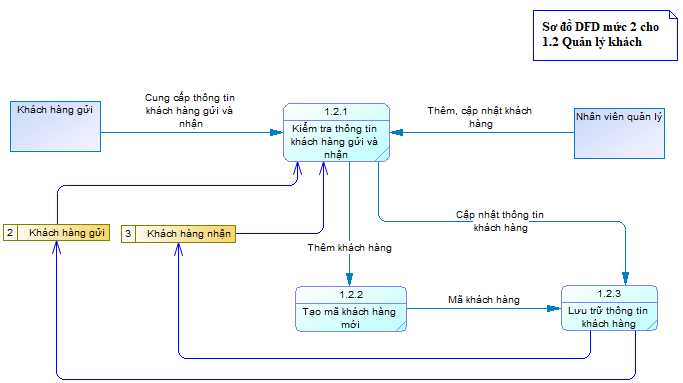 Sơ đồ DFD mức 2 cho
1.2 Quản lý khách
Khách hàng gửi
Cung cấp thông tin
khách hàng gửi và
nhận
1.2.1
Kiểm tra thông tin
khách hàng gửi và
nhận
Thêm, cập nhật khách
hàng
Nhân viên quản lý
2 Khách hàng gửi
3 Khách hàng nhận
Thêm khách hàng
Cập nhật thông tin
khách hàng
1.2.2
Tạo mã khách hàng
mới
Mã khách hàng
1.2.3
Lưu trữ thông tin
khách hàng